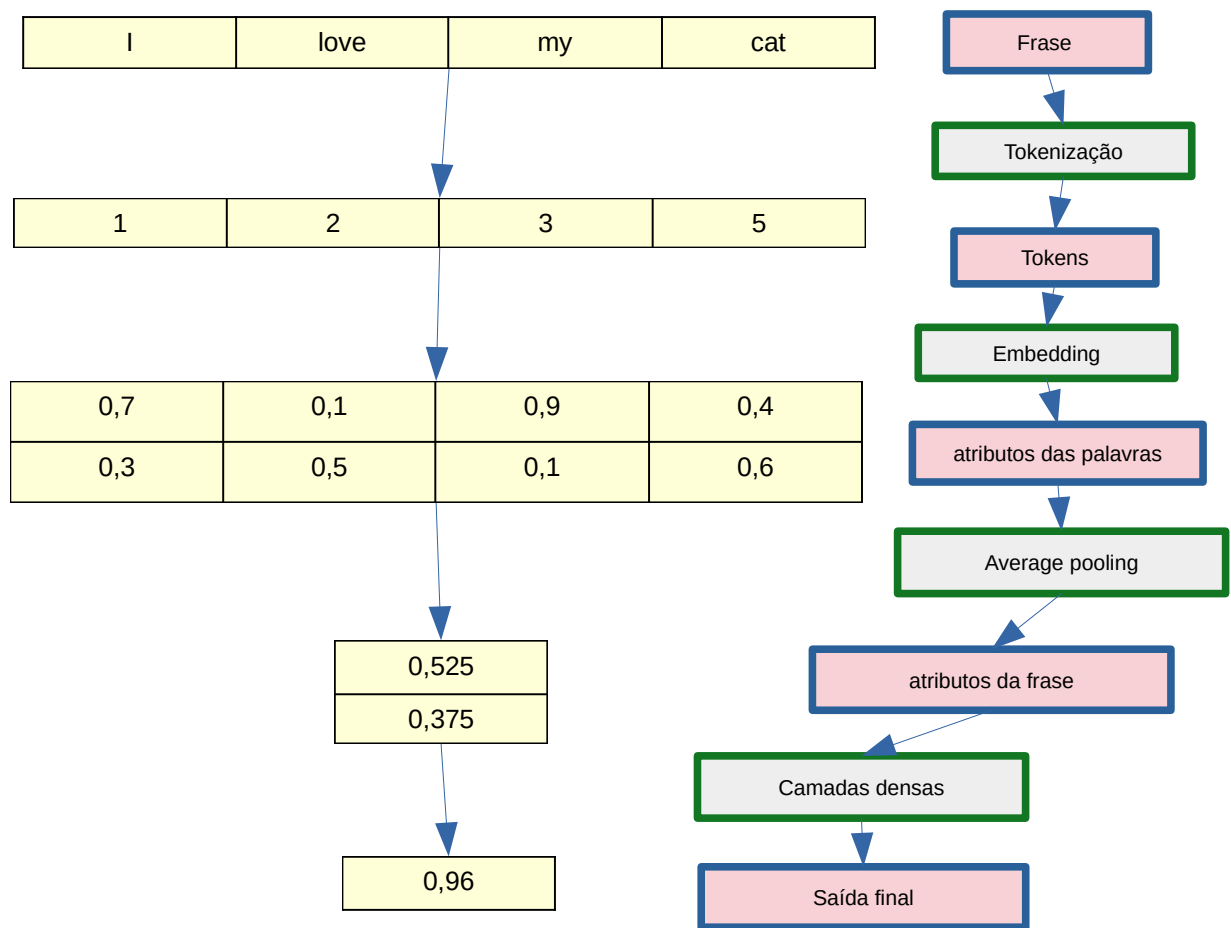 I love my cat
1 2 3 5
0,7 0,1 0,9 0,4
0,3 0,5 0,1 0,6
0,525
0,375
0,96
Frase
Tokenização
Tokens
Embedding
atributos das palavras
Average pooling
atributos da frase
Camadas densas
Saída final